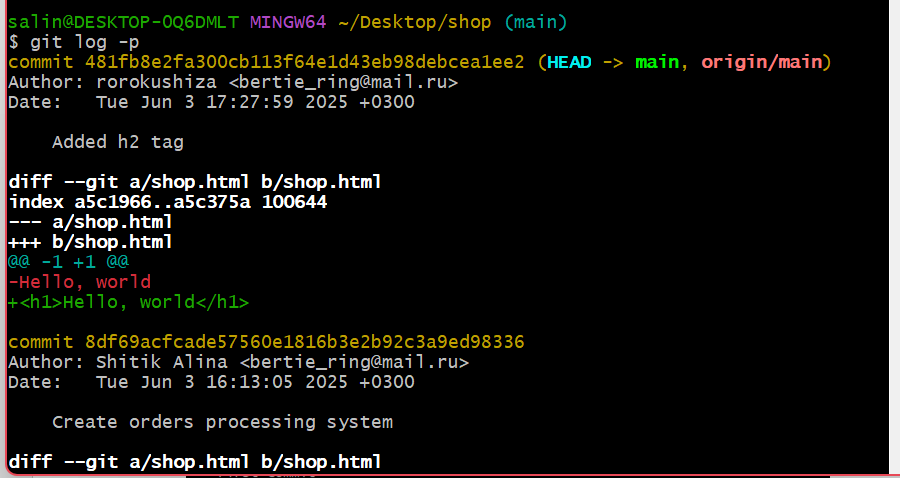 salin@DESKTOP-OQ6DMLT MINGW64 ~/Desktop/shop (main)
$ git log -p
commit 481fb8e2fa300cb113f64e1d43eb98debcea1ee2 (HEAD -> main, origin/main)
Author: rorokushiza <bertie_ring@mail.ru>
Date:   Tue Jun 3 17:27:59 2025 +0300
    Added h2 tag
diff --git a/shop.html b/shop.html
index a5c1966..a5c375a 100644
--- a/shop.html
+++ b/shop.html
@@ -1 +1 @@
-Hello, world
+<h1>Hello, world</h1>
commit 8df69acfcade57560e1816b3e2b92c3a9ed98336
Author: Shitik Alina <bertie_ring@mail.ru>
Date:   Tue Jun 3 16:13:05 2025 +0300
    Create orders processing system
diff --git a/shop.html b/shop.html